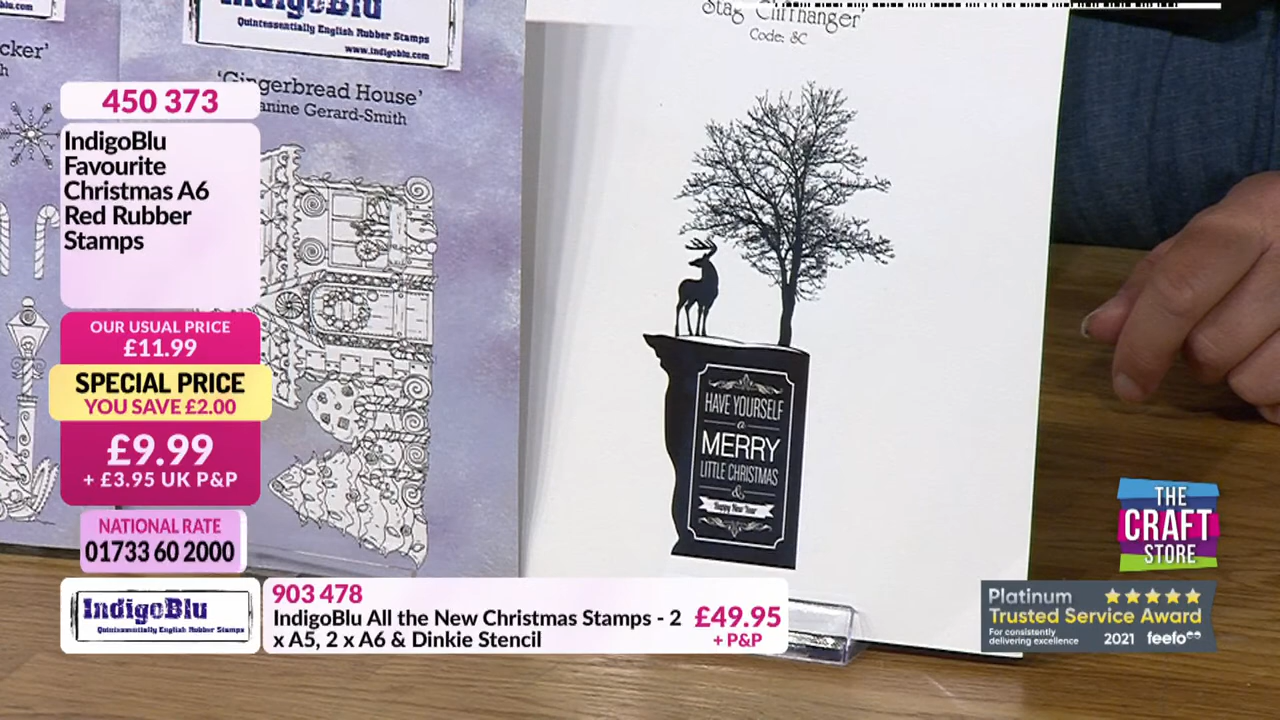 IndigoBlu
Quintessentially English Rubber Stamps
www.indigoblu.com
'Gingerbread House'
anine Gerard-Smith
Stag Cliffhanger
Code: 8C
450 373
IndigoBlu
Favourite
Christmas A6
Red Rubber
Stamps
OUR USUAL PRICE
£11.99
SPECIAL PRICE
YOU SAVE £2.00
£9.99
+ £3.95 UK P&P
NATIONAL RATE
01733 60 2000
HAVE YOURSELF
a
MERRY
LITTLE CHRISTMAS
&
Happy New Year
IndigoBlu
Quintessentially English Rubber Stamps
903 478
IndigoBlu All the New Christmas Stamps - 2
x A5, 2 x A6 & Dinkie Stencil
£49.95
+ P&P
THE
CRAFT
STORE
Platinum
Trusted Service Award
For consistently
delivering excellence
2021 feefo